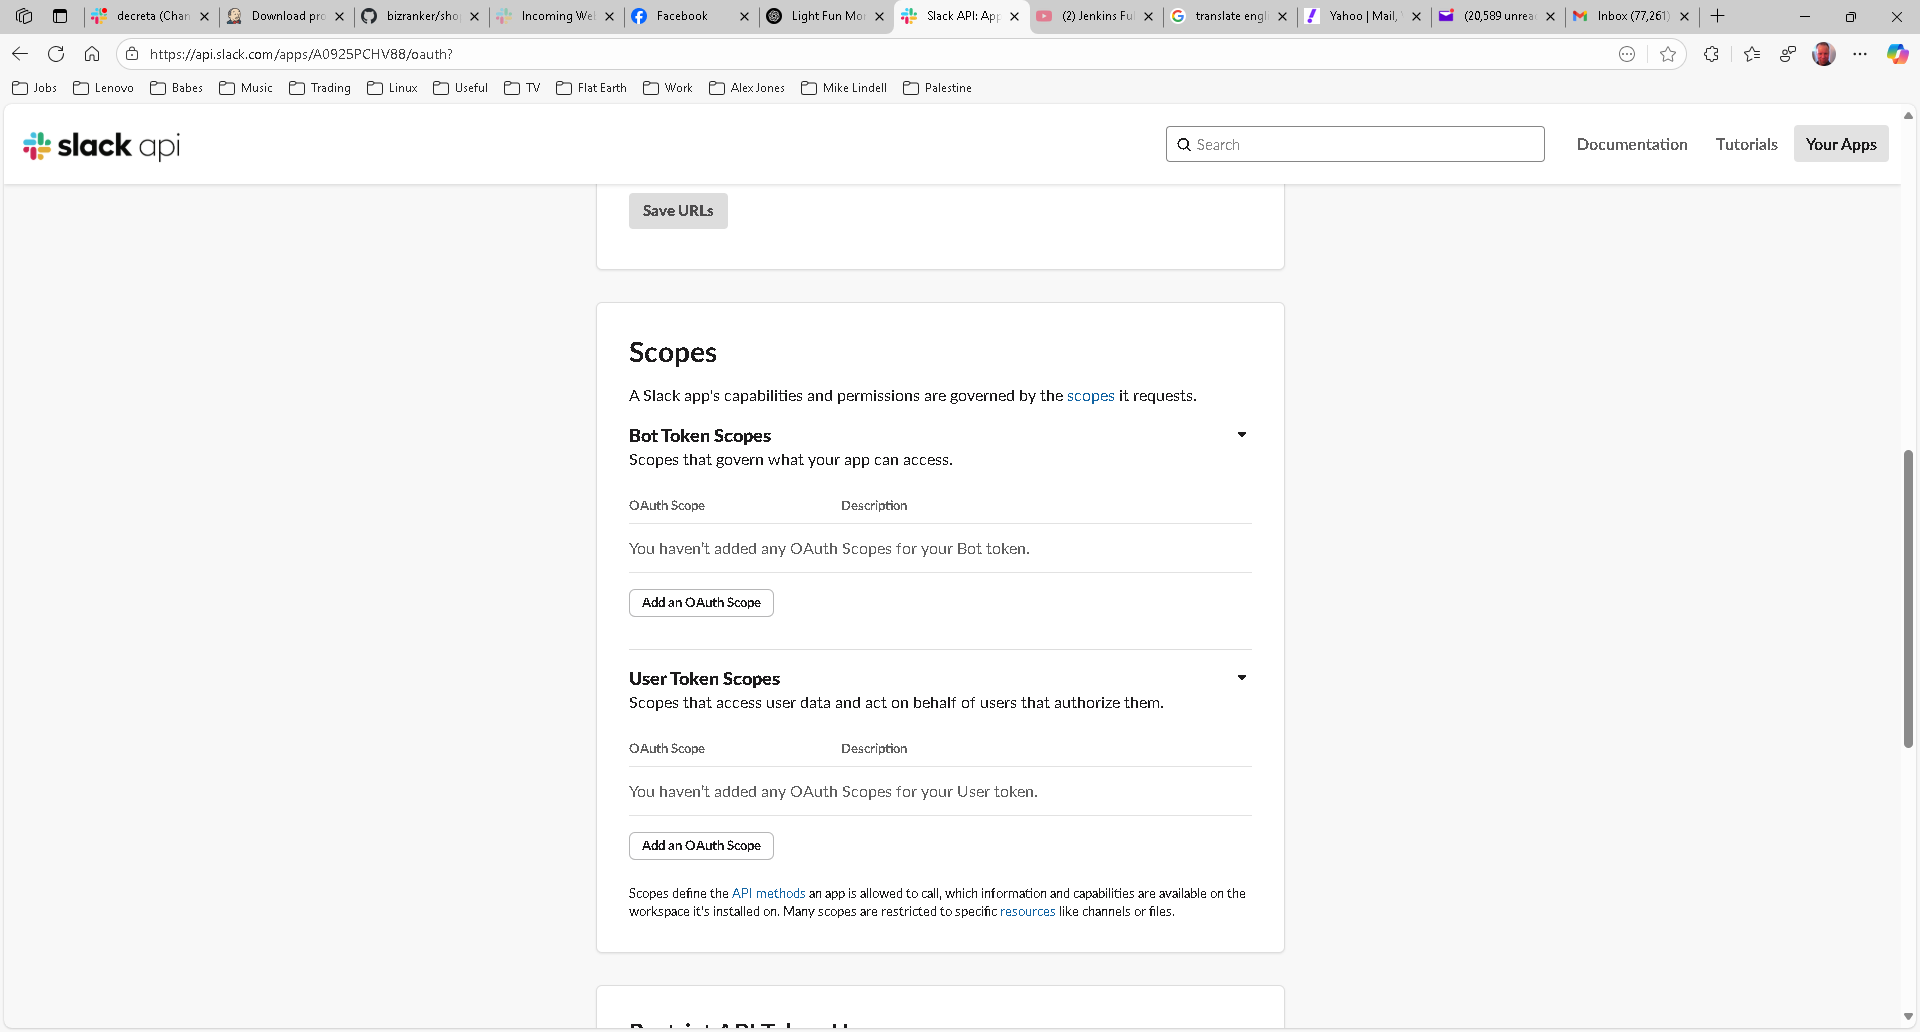 decreta (Chan
Download pro
bizranker/shop
Incoming Web
Facebook
Light Fun Mor
Slack API: App
(2) Jenkins Ful
translate engli
Yahoo | Mail, 
(20,589 unrea
Inbox (77,261)
https://api.slack.com/apps/A0925PCHV88/oauth?
Jobs
Lenovo
Babes
Music
Trading
Linux
Useful
TV
Flat Earth
Work
Alex Jones
Mike Lindell
Palestine
slack api
Search
Documentation
Tutorials
Your Apps
Save URLs
Scopes
A Slack app's capabilities and permissions are governed by the scopes it requests.
Bot Token Scopes
Scopes that govern what your app can access.
OAuth Scope
Description
You haven't added any OAuth Scopes for your Bot token.
Add an OAuth Scope
User Token Scopes
Scopes that access user data and act on behalf of users that authorize them.
OAuth Scope
Description
You haven't added any OAuth Scopes for your User token.
Add an OAuth Scope
Scopes define the API methods an app is allowed to call, which information and capabilities are available on the
workspace it's installed on. Many scopes are restricted to specific resources like channels or files.